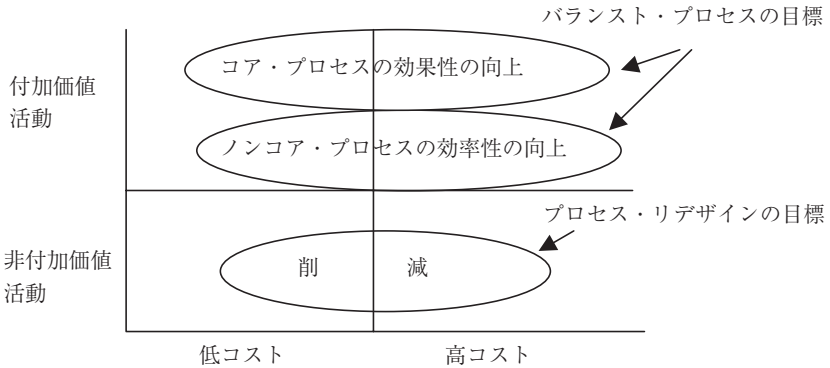 バランスト・プロセスの目標
付加価値
活動
コア・プロセスの効果性の向上
ノンコア・プロセスの効率性の向上
プロセス・リデザインの目標
非付加価値
活動
削 減
低コスト 高コスト